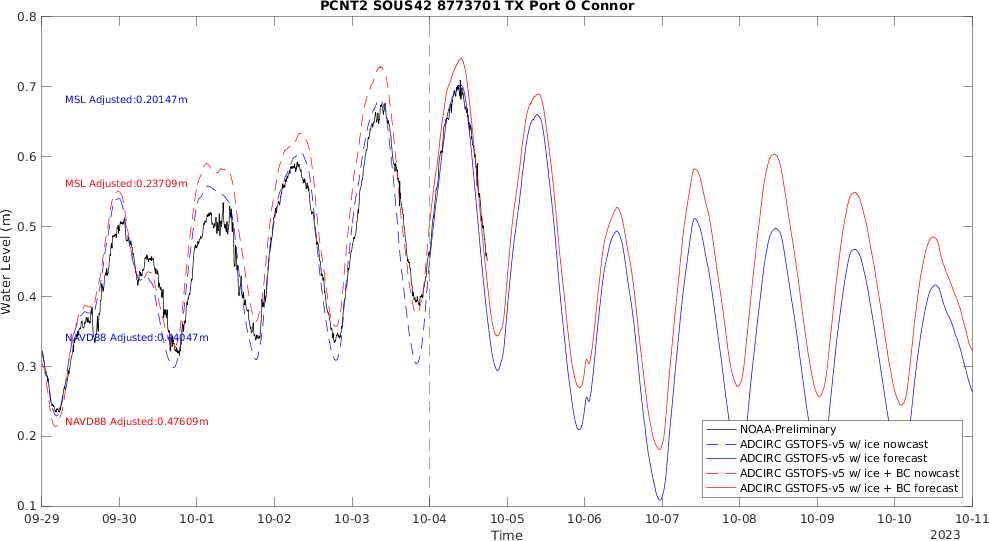 PCNT2 SOUS42 8773701 TX Port O Connor
0.8
0.7
0.6
0.5
0.4
0.3
0.2
0.1
Water Level (m)
MSL Adjusted:0.20147m
MSL Adjusted:0.23709m
NAVD88 Adjusted:0.44047m
NAVD88 Adjusted:0.47609m
NOAA-Preliminary
ADCIRC GSTOFS-v5 w/ ice nowcast
ADCIRC GSTOFS-v5 w/ ice forecast
ADCIRC GSTOFS-v5 w/ ice + BC nowcast
ADCIRC GSTOFS-v5 w/ ice + BC forecast
09-29 09-30 10-01 10-02 10-03 10-04 10-05 10-06 10-07 10-08 10-09 10-10 10-11
Time
2023